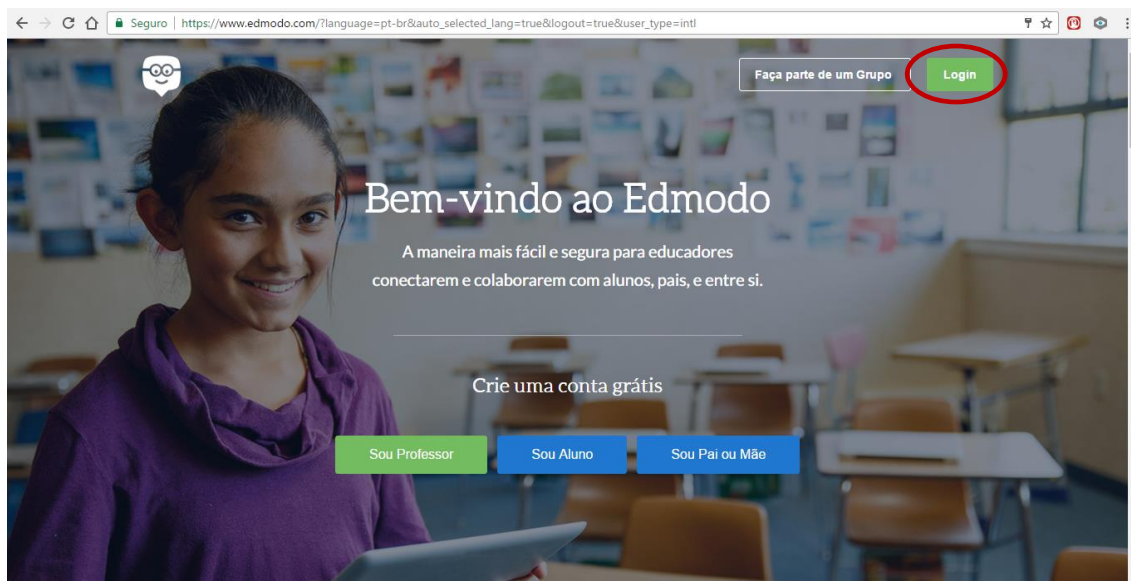 Seguro | https://www.edmodo.com/?language=pt-br&auto_selected_lang=true&logout=true&user_type=intl
Faça parte de um Grupo
Login
Bem-vindo ao Edmodo
A maneira mais fácil e segura para educadores
conectarem e colaborarem com alunos, pais, e entre si.
Crie uma conta grátis
Sou Professor
Sou Aluno
Sou Pai ou Mãe